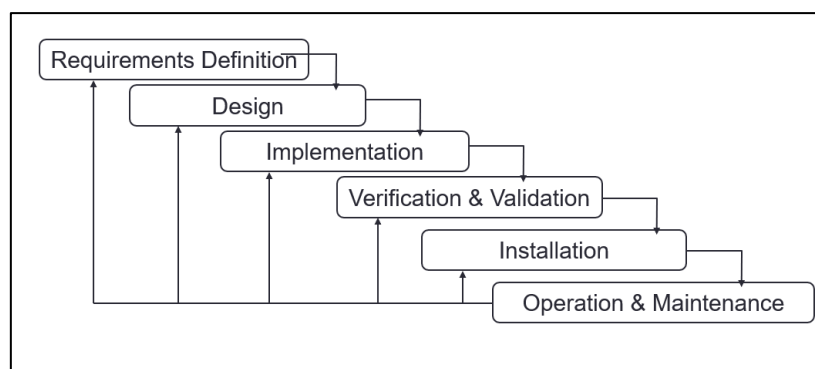 Requirements Definition
Design
Implementation
Verification & Validation
Installation
Operation & Maintenance